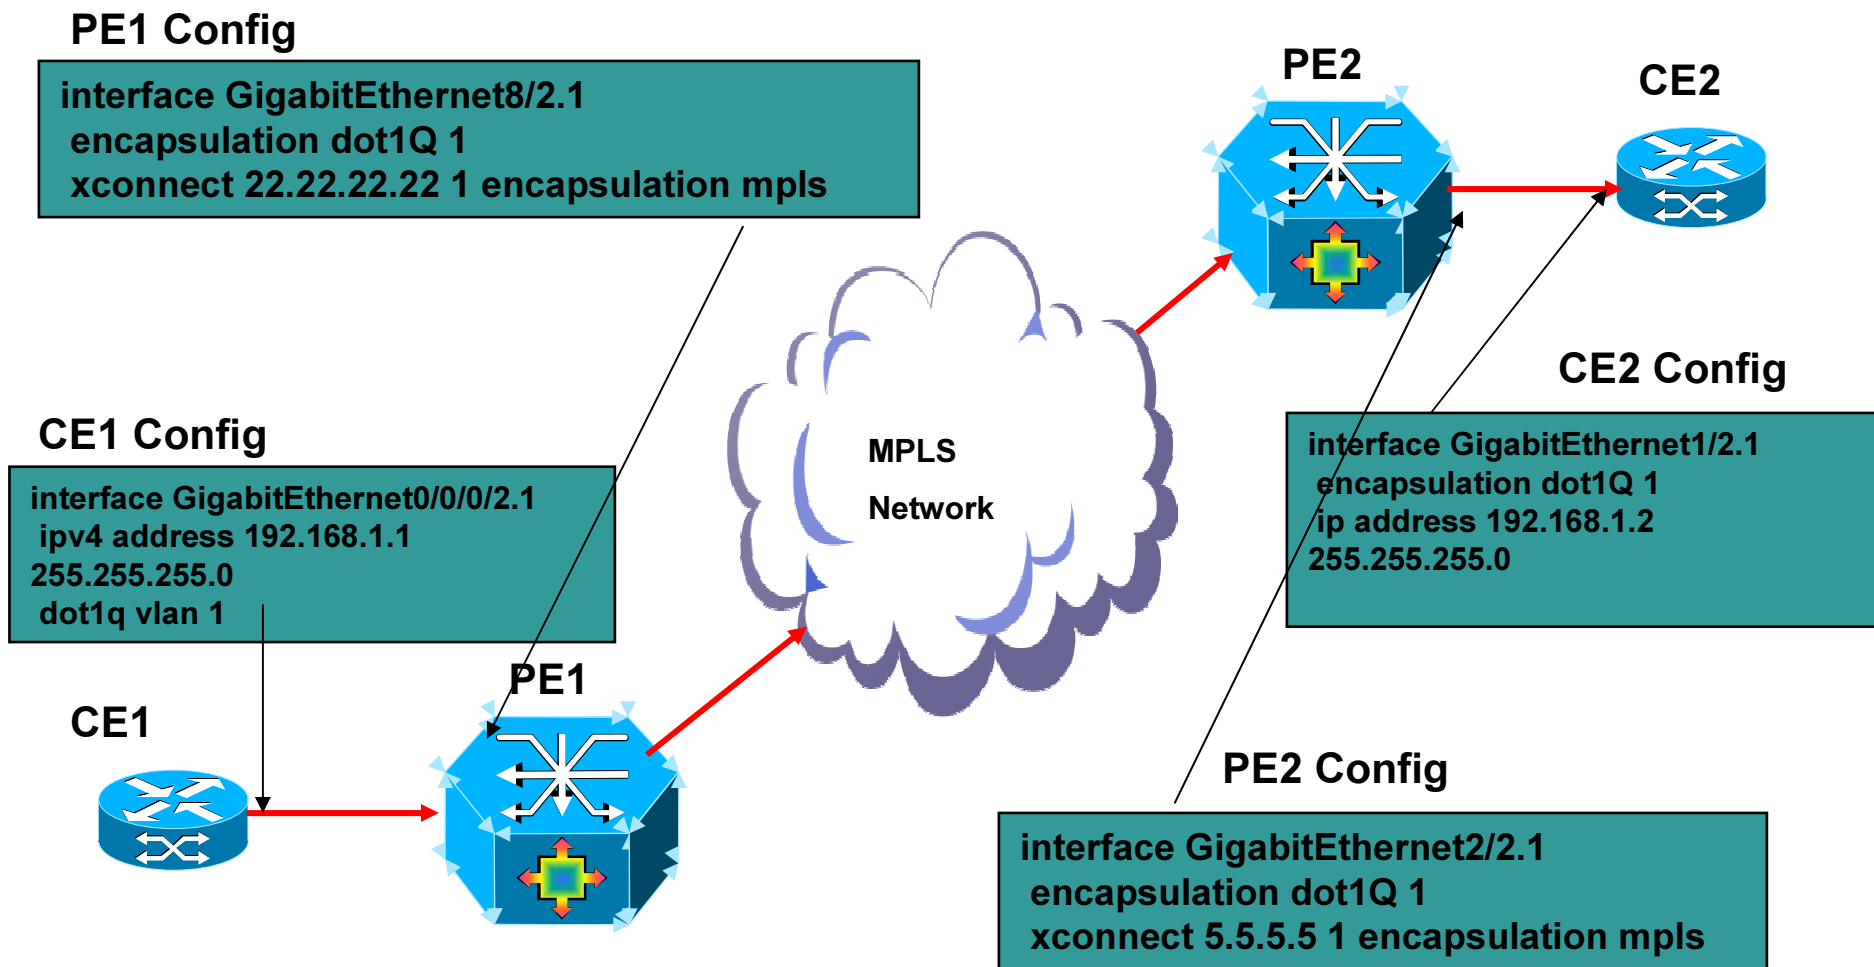 PE1 Config
interface GigabitEthernet8/2.1
encapsulation dot1Q 1
xconnect 22.22.22.22 1 encapsulation mpls
PE2
CE2
CE2 Config
interface GigabitEthernet1/2.1
encapsulation dot1Q 1
ip address 192.168.1.2
255.255.255.0
MPLS
Network
CE1 Config
interface GigabitEthernet0/0/0/2.1
ipv4 address 192.168.1.1
255.255.255.0
dot1q vlan 1
PE1
CE1
PE2 Config
interface GigabitEthernet2/2.1
encapsulation dot1Q 1
xconnect 5.5.5.5 1 encapsulation mpls